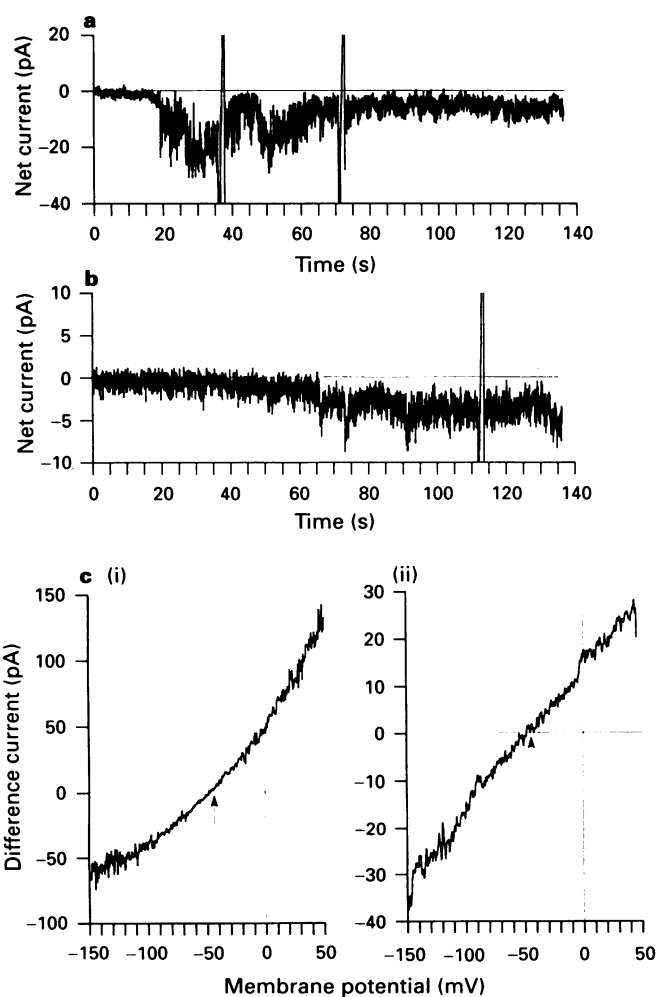 a
20
0
−20
−40
Net current (pA)
0 20 40 60 80 100 120 140
Time (s)
b
10
5
0
−5
−10
Net current (pA)
0 20 40 60 80 100 120 140
Time (s)
c (i)
150
100
50
0
−50
−100
Difference current (pA)
−150 −100 −50 0 50
(ii)
30
20
10
0
−10
−20
−30
−40
−150 −100 −50 0 50
Membrane potential (mV)